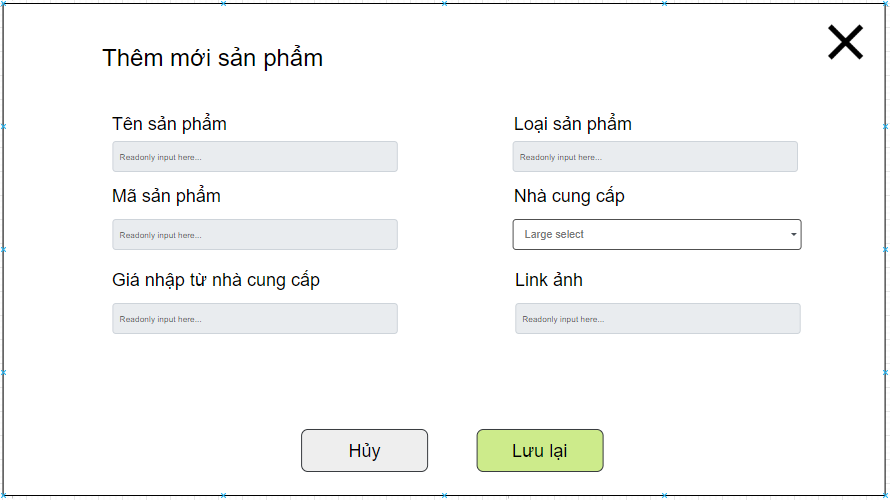 Thêm mới sản phẩm
Tên sản phẩm
Loại sản phẩm
Readonly input here...
Readonly input here...
Mã sản phẩm
Nhà cung cấp
Readonly input here...
Large select
Giá nhập từ nhà cung cấp
Link ảnh
Readonly input here...
Readonly input here...
Hủy
Lưu lại